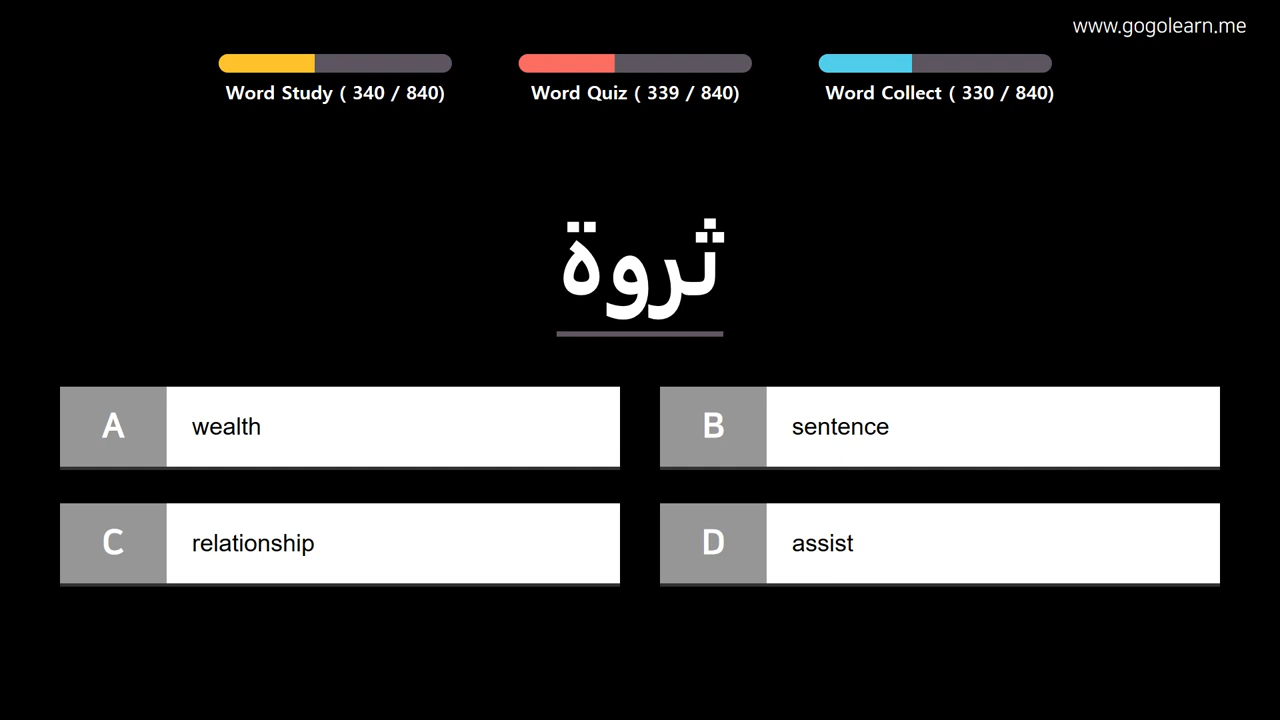 www.gogolearn.me
Word Study ( 340 / 840)
Word Quiz ( 339 / 840)
Word Collect ( 330 / 840)
ثروة
A wealth
B sentence
C relationship
D assist